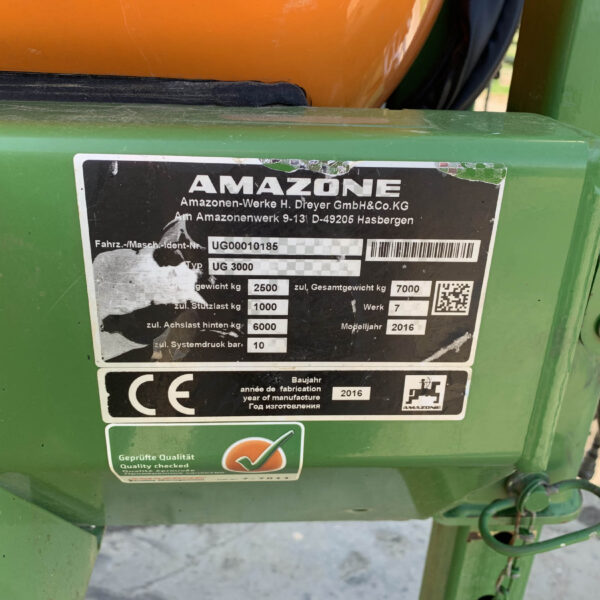 AMAZONE
Amazonen-Werke H. Dreyer GmbH&Co.KG
Am Amazonenwerk 9-13 D-49205 Hasbergen
Fahrz.-/Masch.-Ident-Nr. UG00010185
Typ UG 3000
gewicht kg 2500 zul. Gesamtgewicht kg 7000
zul. Stützlast kg 1000 Werk 7
zul. Achslast hinten kg 6000 Modelljahr 2016
zul. Systemdruck bar 10
CE
Baujahr
année de fabrication
year of manufacture
Год изготовления
2016
AMAZONE
Geprüfte Qualität
Quality checked